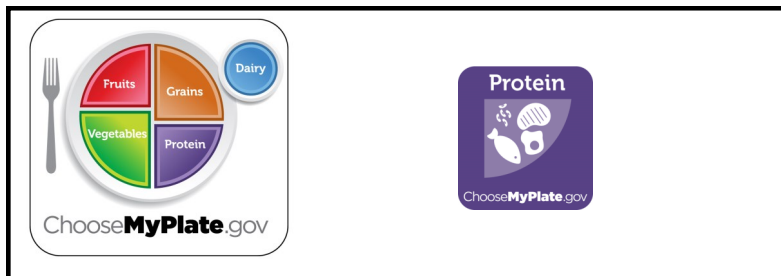 Dairy
Fruits
Grains
Vegetables
Protein
ChooseMyPlate.gov
Protein
ChooseMyPlate.gov